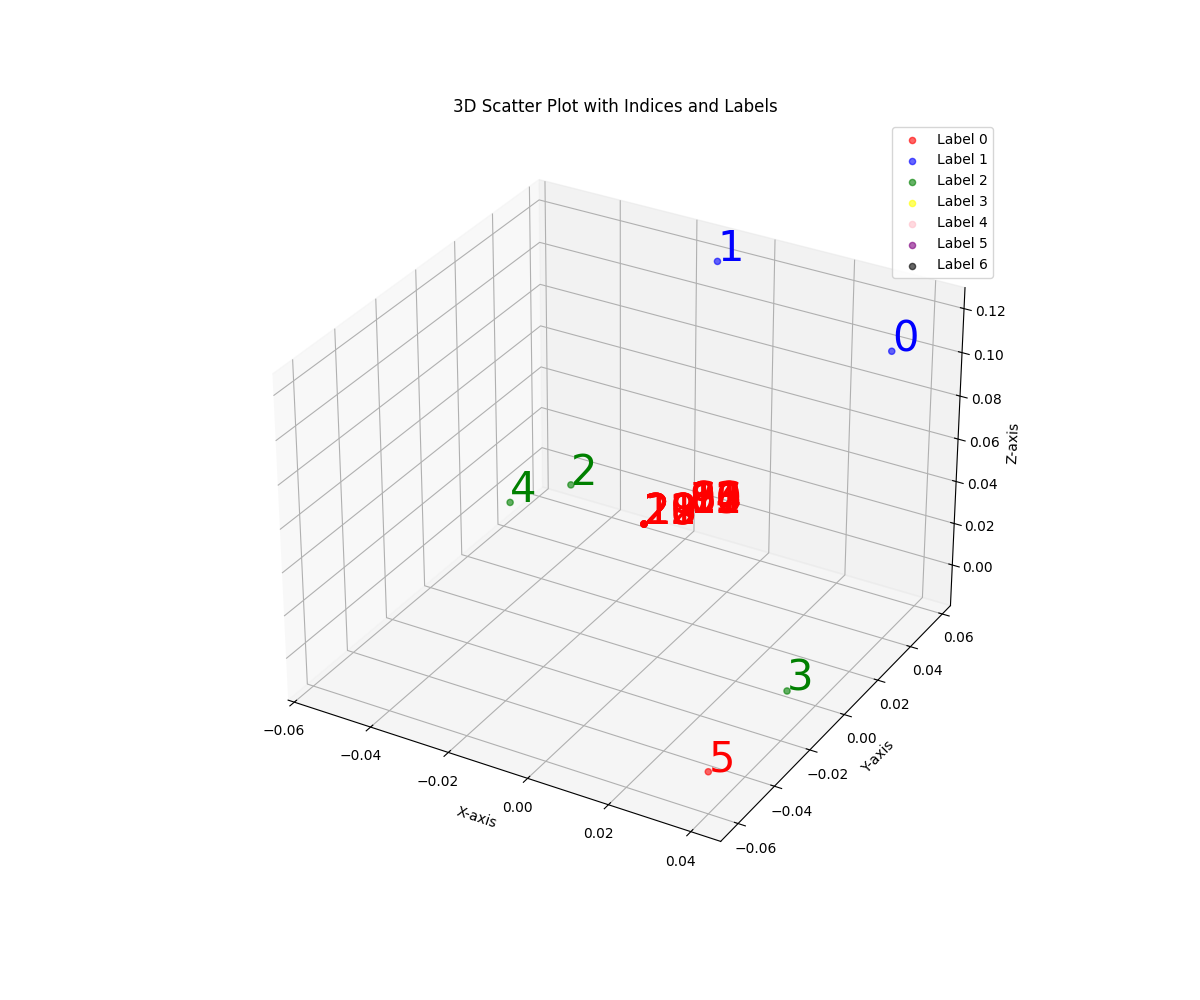 3D Scatter Plot with Indices and Labels
Label 0
Label 1
Label 2
Label 3
Label 4
Label 5
Label 6
1
0
2
4
3
5
0.12
0.10
0.08
0.06
0.04
0.02
0.00
Z-axis
0.06
0.04
0.02
0.00
−0.02
−0.04
−0.06
Y-axis
−0.06
−0.04
−0.02
0.00
0.02
0.04
X-axis